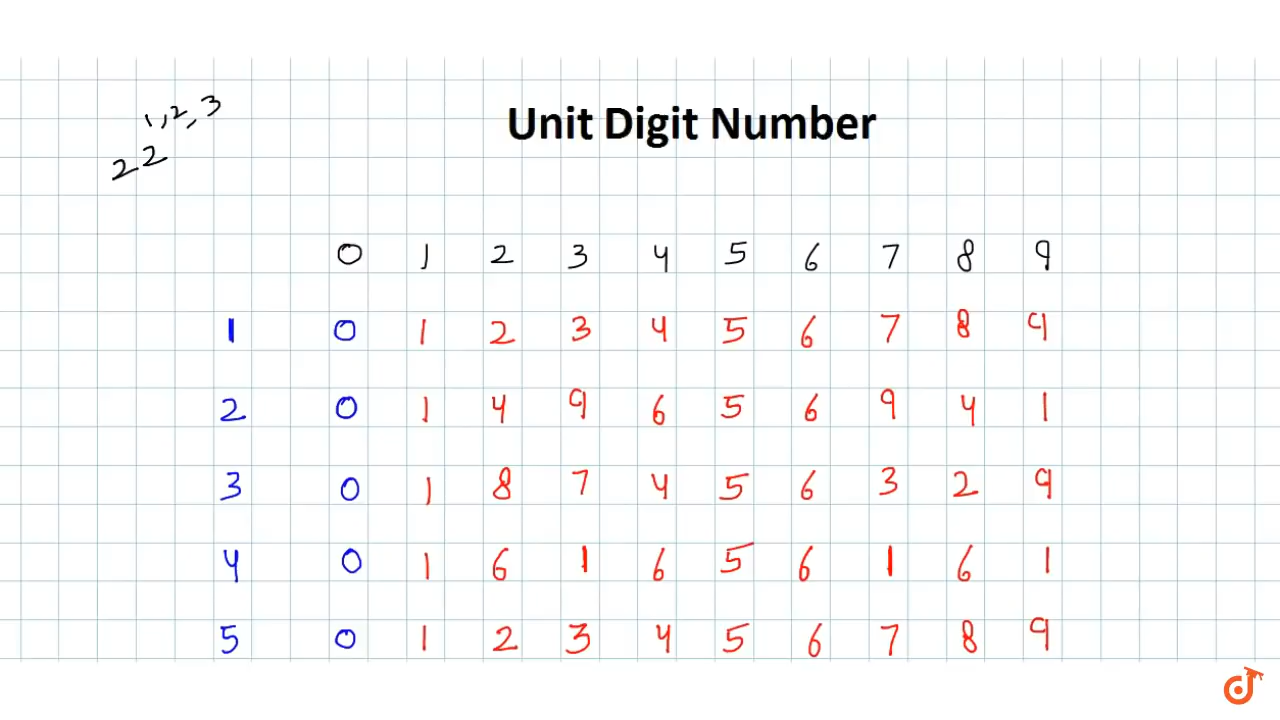 1, 2, 3
22
Unit Digit Number
0 1 2 3 4 5 6 7 8 9
1 0 1 2 3 4 5 6 7 8 9
2 0 1 4 9 6 5 6 9 4 1
3 0 1 8 7 4 5 6 3 2 9
4 0 1 6 1 6 5 6 1 6 1
5 0 1 2 3 4 5 6 7 8 9